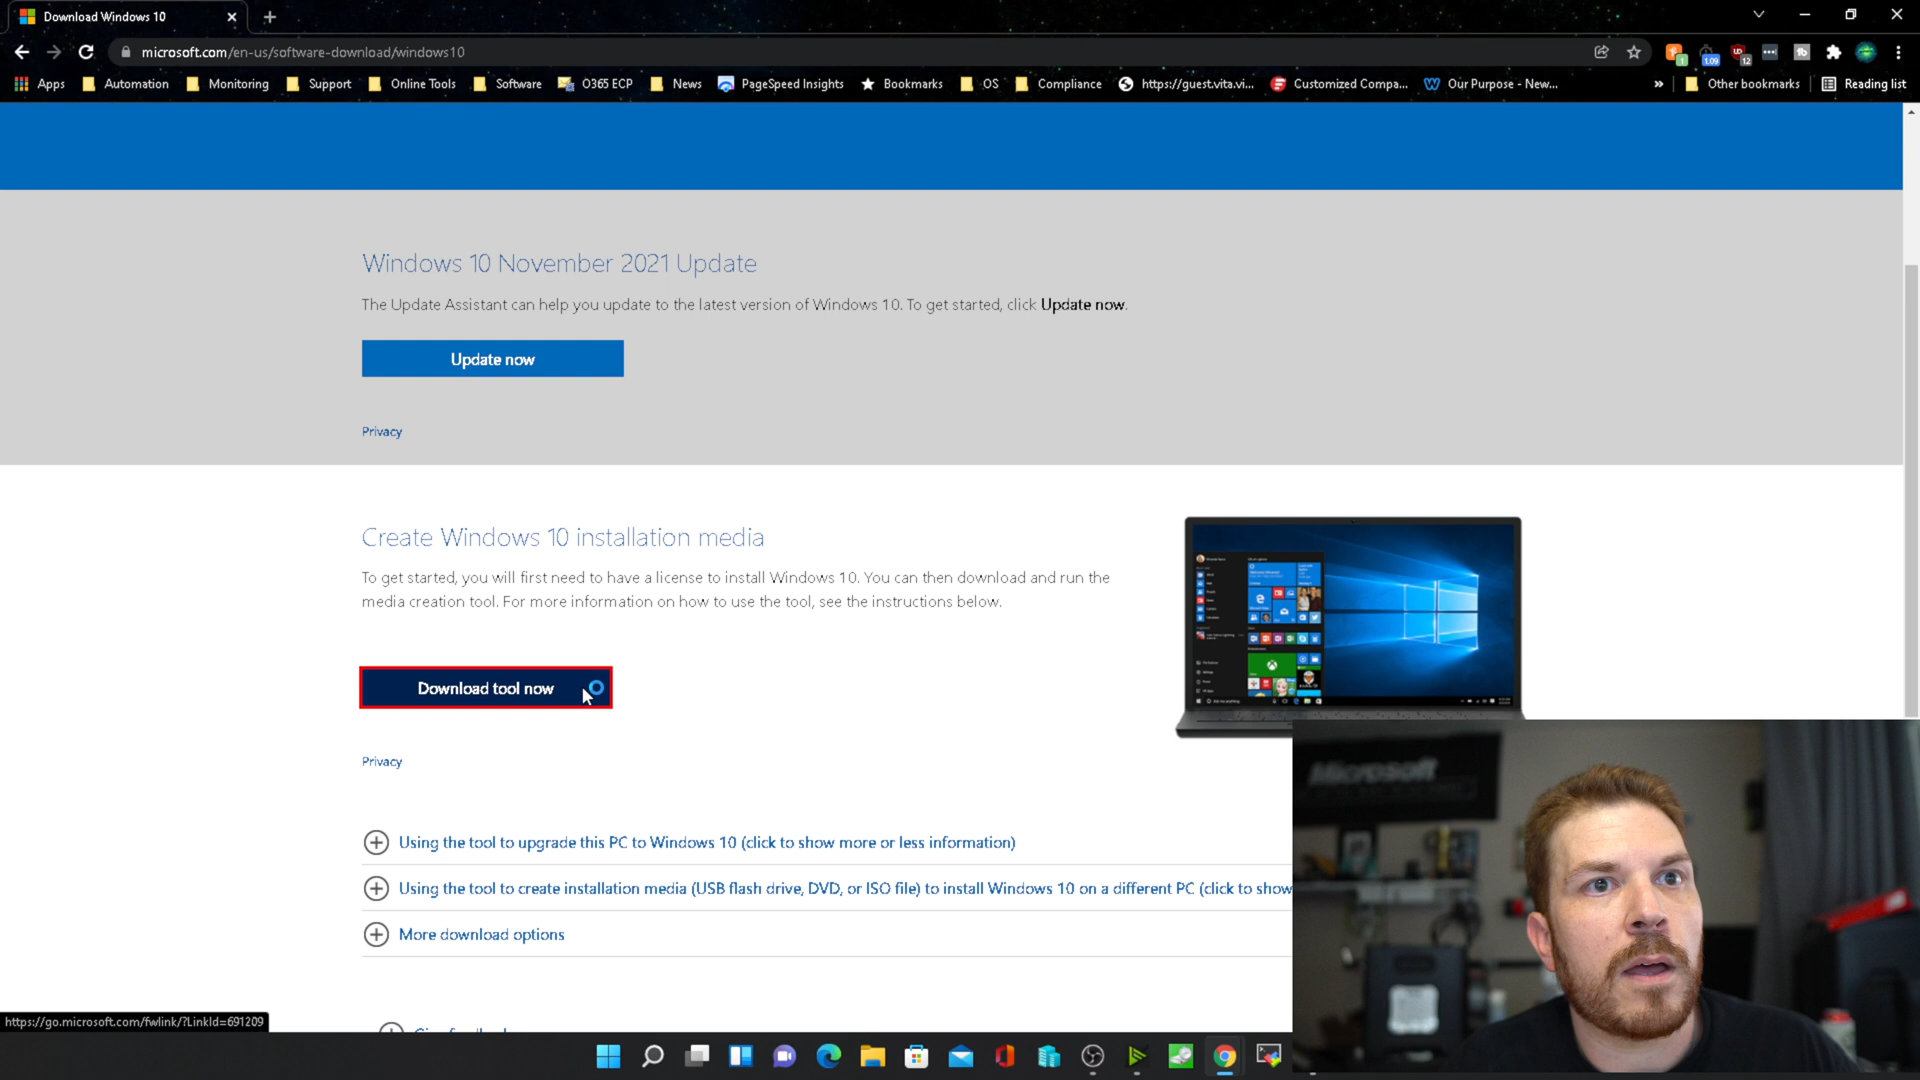 Download Windows 10
microsoft.com/en-us/software-download/windows10
Apps Automation Monitoring Support Online Tools Software O365 ECP News PageSpeed Insights Bookmarks OS Compliance https://guest.vita.vi... Customized Compa... Our Purpose - New... » Other bookmarks Reading list
Windows 10 November 2021 Update
The Update Assistant can help you update to the latest version of Windows 10. To get started, click Update now.
Update now
Privacy
Create Windows 10 installation media
To get started, you will first need to have a license to install Windows 10. You can then download and run the
media creation tool. For more information on how to use the tool, see the instructions below.
Download tool now
Privacy
Using the tool to upgrade this PC to Windows 10 (click to show more or less information)
Using the tool to create installation media (USB flash drive, DVD, or ISO file) to install Windows 10 on a different PC (click to show
More download options
https://go.microsoft.com/fwlink/?LinkId=691209
Microsoft